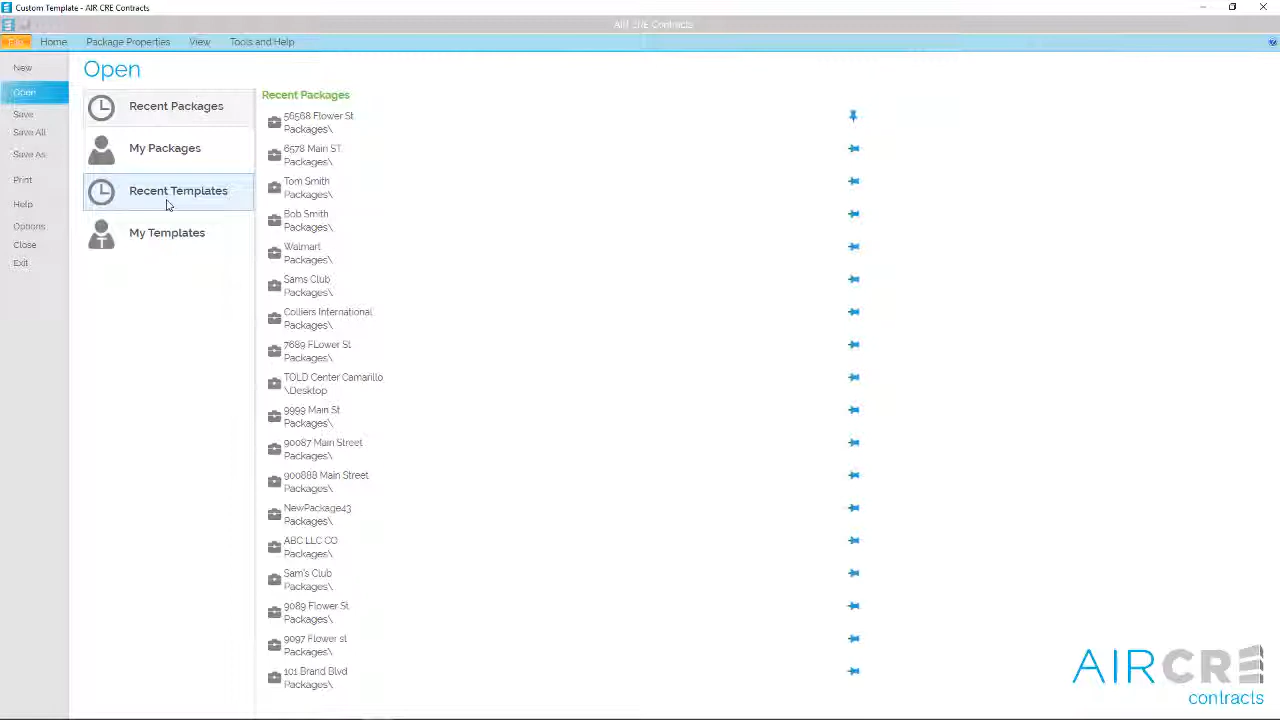 Custom Template - AIR CRE Contracts
AIR CRE Contracts
Home Package Properties View Tools and Help
New
Open
Save
Save All
Save As
Print
Help
Options
Close
Exit
Open
Recent Packages
My Packages
Recent Templates
My Templates
Recent Packages
56568 Flower St
Packages\
6578 Main ST
Packages\
Tom Smith
Packages\
Bob Smith
Packages\
Walmart
Packages\
Sams Club
Packages\
Colliers International
Packages\
7689 FLower St
Packages\
TOLD Center Camarillo
\Desktop
9999 Main St
Packages\
90087 Main Street
Packages\
900888 Main Street
Packages\
NewPackage43
Packages\
ABC LLC CO
Packages\
Sam's Club
Packages\
9089 Flower St
Packages\
9097 Flower st
Packages\
101 Brand Blvd
Packages\
AIR CRE
contracts